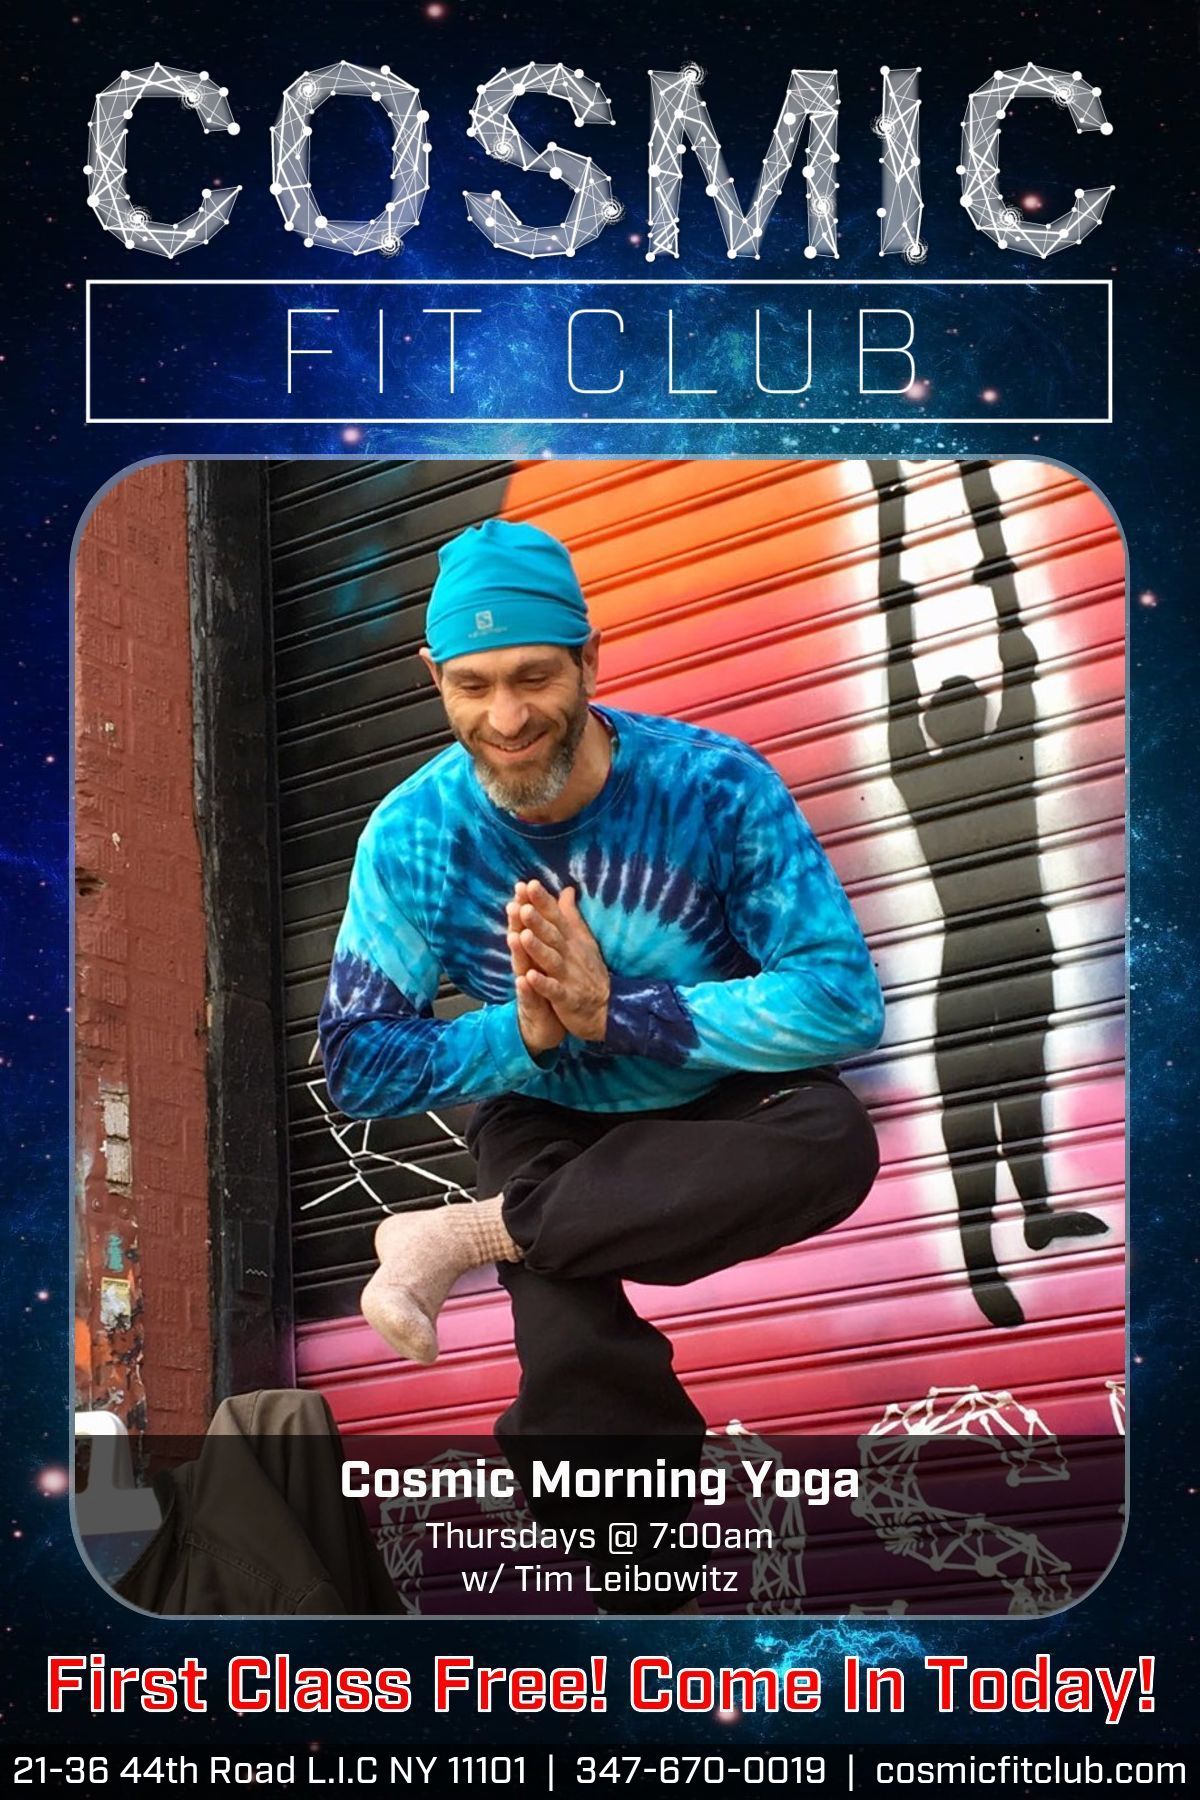 COSMIC
FIT CLUB
Cosmic Morning Yoga
Thursdays @ 7:00am
w/ Tim Leibowitz
First Class Free! Come In Today!
21-36 44th Road L.I.C NY 11101 | 347-670-0019 | cosmicfitclub.com